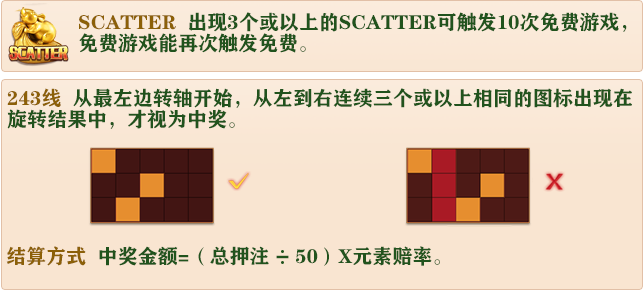 SCATTER
SCATTER 出现3个或以上的SCATTER可触发10次免费游戏，
免费游戏能再次触发免费。
243线 从最左边转轴开始，从左到右连续三个或以上相同的图标出现在
旋转结果中，才视为中奖。
结算方式 中奖金额=（总押注 ÷ 50）X元素赔率。